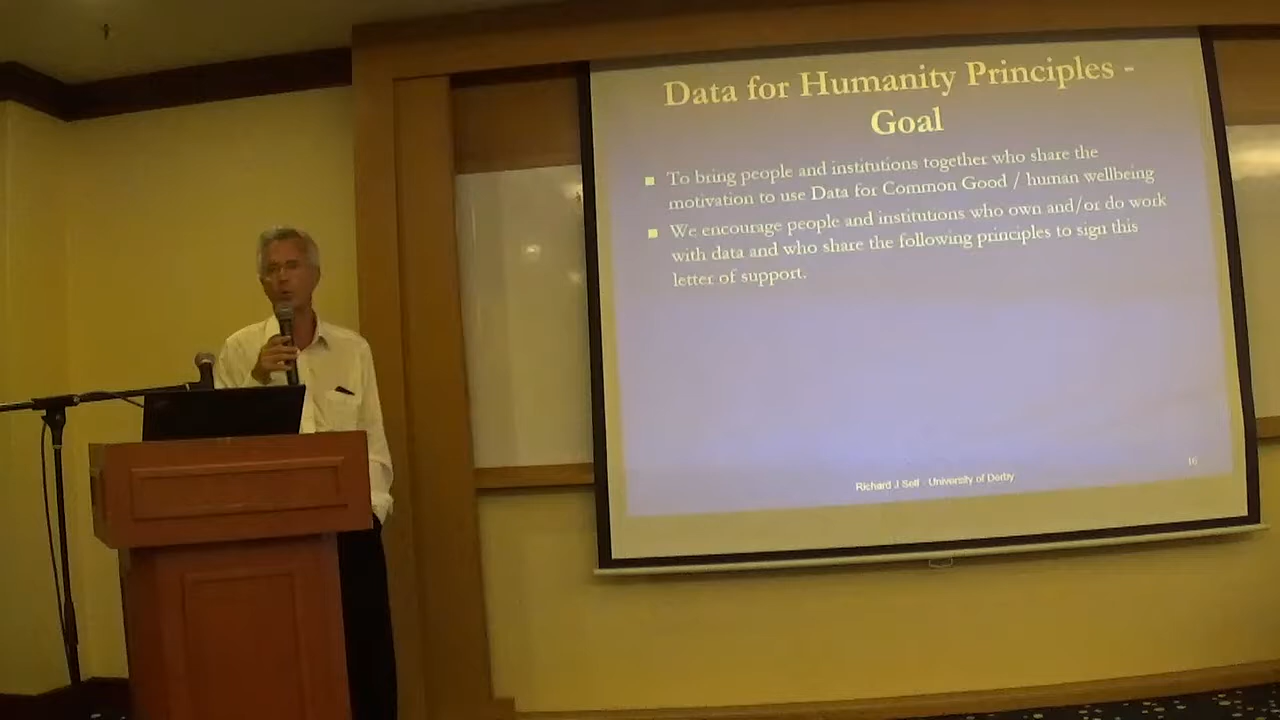 Data for Humanity Principles -
Goal
To bring people and institutions together who share the
motivation to use Data for Common Good / human wellbeing
We encourage people and institutions who own and/or do work
with data and who share the following principles to sign this
letter of support.
Richard J Self - University of Derby
16